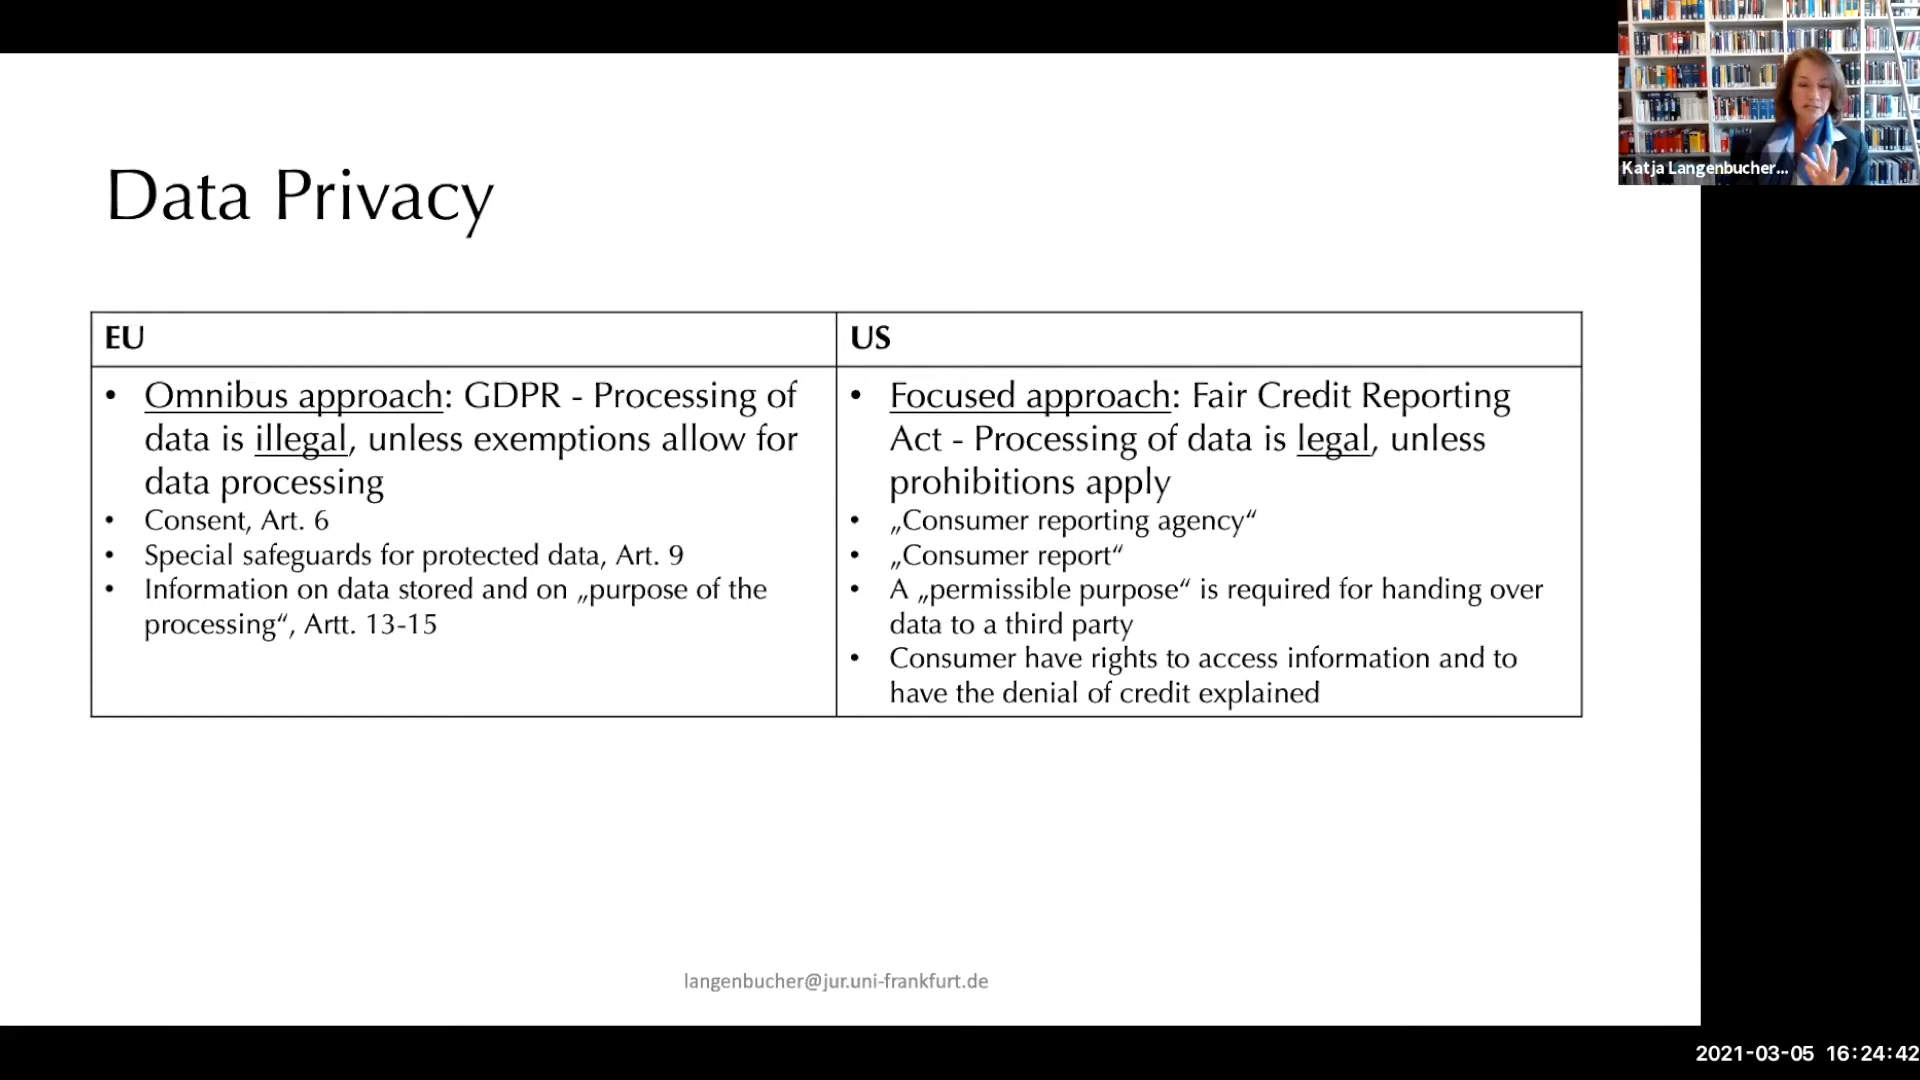 Data Privacy
EU
• Omnibus approach: GDPR - Processing of
data is illegal, unless exemptions allow for
data processing
• Consent, Art. 6
• Special safeguards for protected data, Art. 9
• Information on data stored and on „purpose of the
processing“, Artt. 13-15
US
• Focused approach: Fair Credit Reporting
Act - Processing of data is legal, unless
prohibitions apply
• „Consumer reporting agency“
• „Consumer report“
• A „permissible purpose“ is required for handing over
data to a third party
• Consumer have rights to access information and to
have the denial of credit explained
langenbucher@jur.uni-frankfurt.de
Katja Langenbucher...
2021-03-05 16:24:42